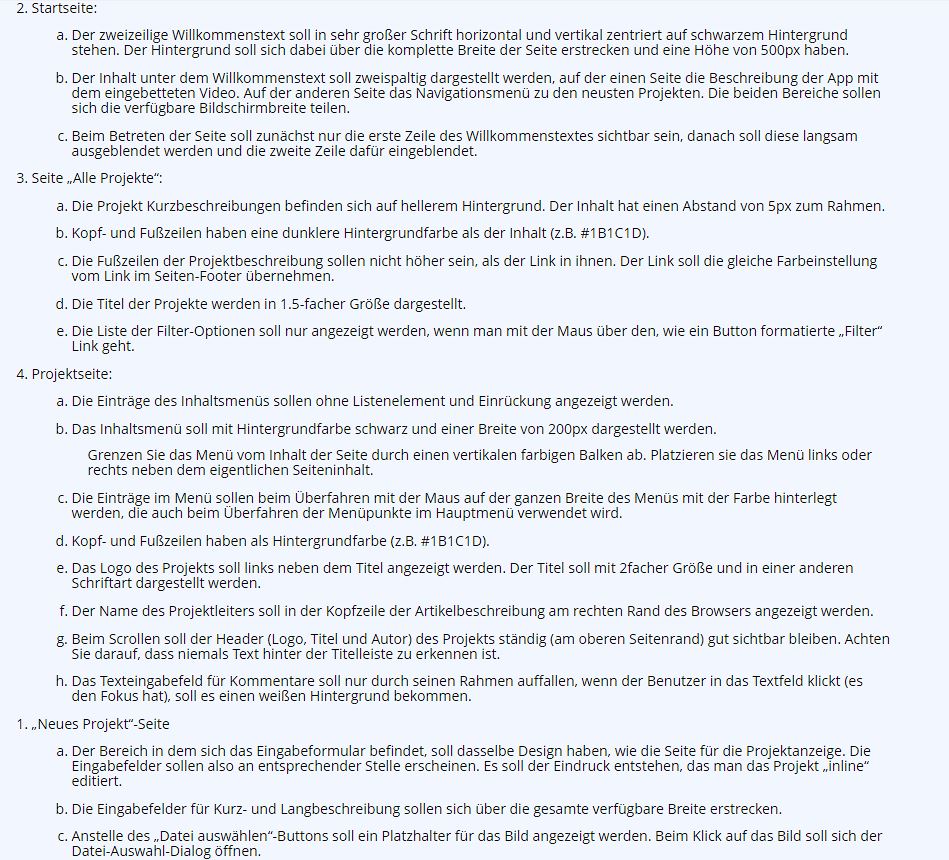 2. Startseite:
a. Der zweizeilige Willkommenstext soll in sehr großer Schrift horizontal und vertikal zentriert auf schwarzem Hintergrund
stehen. Der Hintergrund soll sich dabei über die komplette Breite der Seite erstrecken und eine Höhe von 500px haben.
b. Der Inhalt unter dem Willkommenstext soll zweispaltig dargestellt werden, auf der einen Seite die Beschreibung der App mit
dem eingebetteten Video. Auf der anderen Seite das Navigationsmenü zu den neusten Projekten. Die beiden Bereiche sollen
sich die verfügbare Bildschirmbreite teilen.
c. Beim Betreten der Seite soll zunächst nur die erste Zeile des Willkommenstextes sichtbar sein, danach soll diese langsam
ausgeblendet werden und die zweite Zeile dafür eingeblendet.
3. Seite „Alle Projekte“:
a. Die Projekt Kurzbeschreibungen befinden sich auf hellerem Hintergrund. Der Inhalt hat einen Abstand von 5px zum Rahmen.
b. Kopf- und Fußzeilen haben eine dunklere Hintergrundfarbe als der Inhalt (z.B. #1B1C1D).
c. Die Fußzeilen der Projektbeschreibung sollen nicht höher sein, als der Link in ihnen. Der Link soll die gleiche Farbeinstellung
vom Link im Seiten-Footer übernehmen.
d. Die Titel der Projekte werden in 1.5-facher Größe dargestellt.
e. Die Liste der Filter-Optionen soll nur angezeigt werden, wenn man mit der Maus über den, wie ein Button formatierte „Filter“
Link geht.
4. Projektseite:
a. Die Einträge des Inhaltsmenüs sollen ohne Listenelement und Einrückung angezeigt werden.
b. Das Inhaltsmenü soll mit Hintergrundfarbe schwarz und einer Breite von 200px dargestellt werden.
Grenzen Sie das Menü vom Inhalt der Seite durch einen vertikalen farbigen Balken ab. Platzieren sie das Menü links oder
rechts neben dem eigentlichen Seiteninhalt.
c. Die Einträge im Menü sollen beim Überfahren mit der Maus auf der ganzen Breite des Menüs mit der Farbe hinterlegt
werden, die auch beim Überfahren der Menüpunkte im Hauptmenü verwendet wird.
d. Kopf- und Fußzeilen haben als Hintergrundfarbe (z.B. #1B1C1D).
e. Das Logo des Projekts soll links neben dem Titel angezeigt werden. Der Titel soll mit 2facher Größe und in einer anderen
Schriftart dargestellt werden.
f. Der Name des Projektleiters soll in der Kopfzeile der Artikelbeschreibung am rechten Rand des Browsers angezeigt werden.
g. Beim Scrollen soll der Header (Logo, Titel und Autor) des Projekts ständig (am oberen Seitenrand) gut sichtbar bleiben. Achten
Sie darauf, dass niemals Text hinter der Titelleiste zu erkennen ist.
h. Das Texteingabefeld für Kommentare soll nur durch seinen Rahmen auffallen, wenn der Benutzer in das Textfeld klickt (es
den Fokus hat), soll es einen weißen Hintergrund bekommen.
1. „Neues Projekt“-Seite
a. Der Bereich in dem sich das Eingabeformular befindet, soll dasselbe Design haben, wie die Seite für die Projektanzeige. Die
Eingabefelder sollen also an entsprechender Stelle erscheinen. Es soll der Eindruck entstehen, das man das Projekt „inline“
editiert.
b. Die Eingabefelder für Kurz- und Langbeschreibung sollen sich über die gesamte verfügbare Breite erstrecken.
c. Anstelle des „Datei auswählen“-Buttons soll ein Platzhalter für das Bild angezeigt werden. Beim Klick auf das Bild soll sich der
Datei-Auswahl-Dialog öffnen.